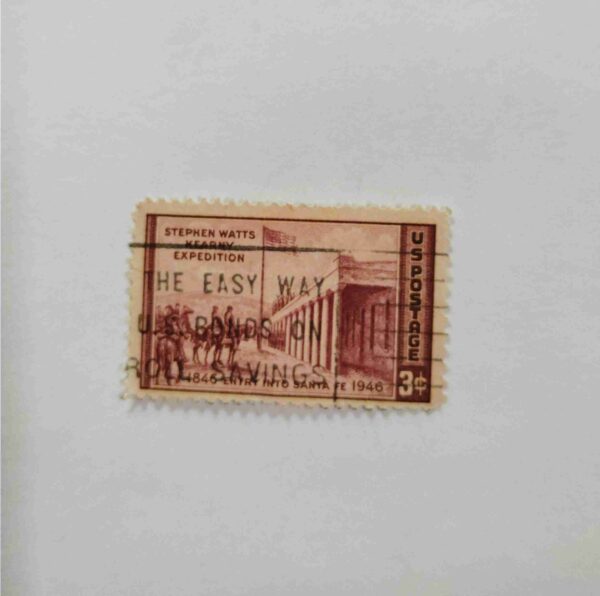 STEPHEN WATTS
KEARNY
EXPEDITION
U S POSTAGE
THE EASY WAY
U.S. BONDS ON
ROLL SAVINGS
1846-ENTRY INTO SANTA FE 1946
3¢